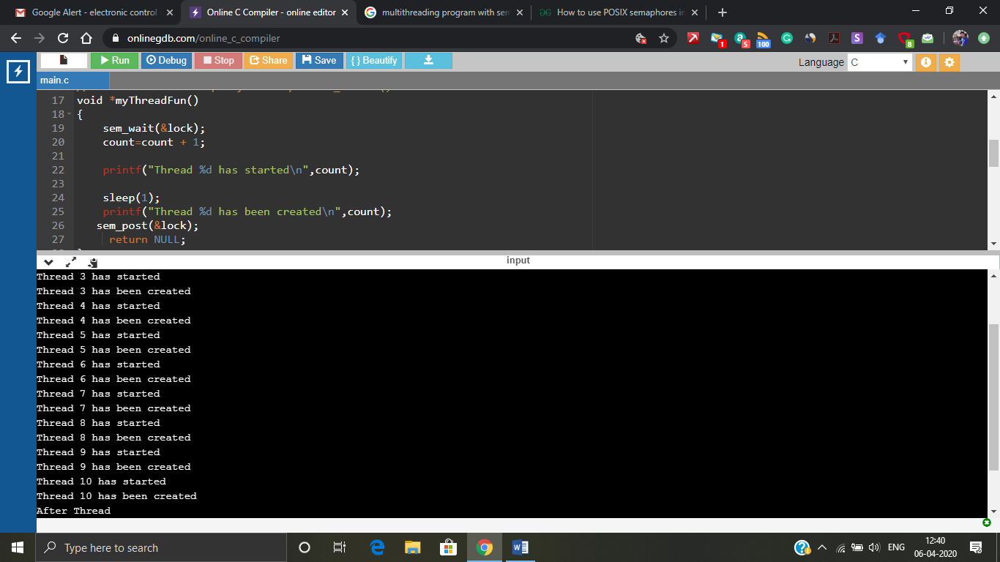 Google Alert - electronic control
Online C Compiler - online editor
multithreading program with sem
GG How to use POSIX semaphores in
onlinegdb.com/online_c_compiler
1
5
100
S
8
Run
Debug
Stop
Share
Save
{ } Beautify
Language C
main.c
17 void *myThreadFun()
18 {
19 sem_wait(&lock);
20 count=count + 1;
21
22 printf("Thread %d has started\n",count);
23
24 sleep(1);
25 printf("Thread %d has been created\n",count);
26 sem_post(&lock);
27 return NULL;
input
Thread 3 has started
Thread 3 has been created
Thread 4 has started
Thread 4 has been created
Thread 5 has started
Thread 5 has been created
Thread 6 has started
Thread 6 has been created
Thread 7 has started
Thread 7 has been created
Thread 8 has started
Thread 8 has been created
Thread 9 has started
Thread 9 has been created
Thread 10 has started
Thread 10 has been created
After Thread
Type here to search
ENG
12:40
06-04-2020